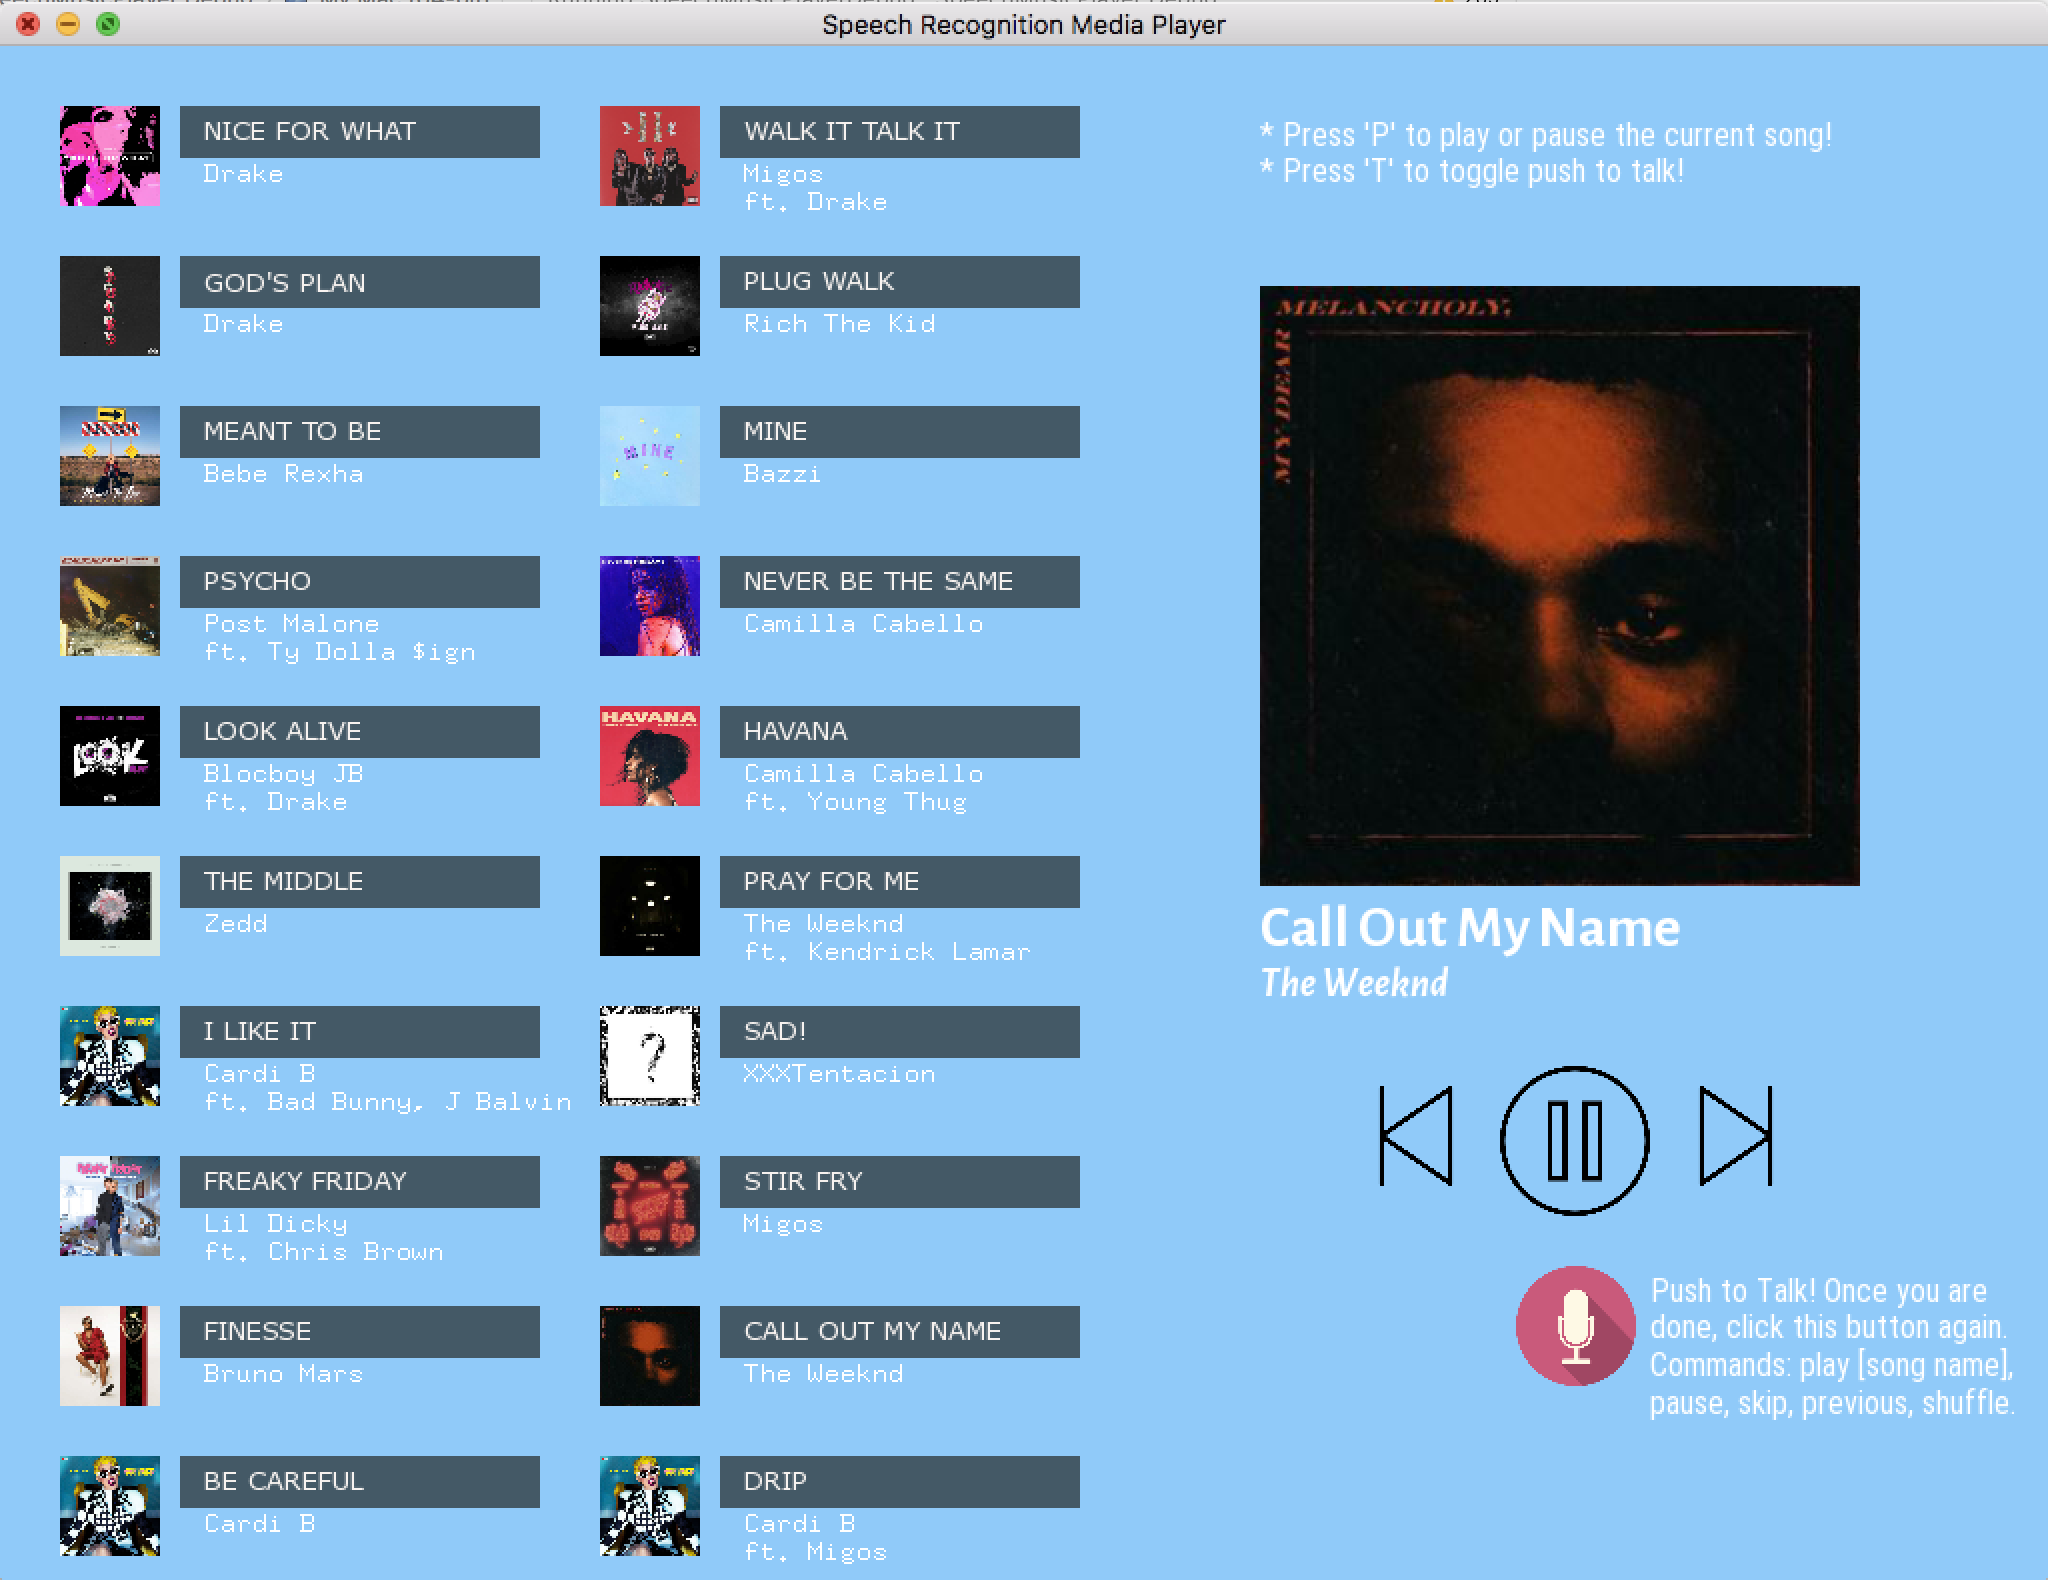 Speech Recognition Media Player
NICE FOR WHAT
Drake
GOD'S PLAN
Drake
MEANT TO BE
Bebe Rexha
PSYCHO
Post Malone
ft. Ty Dolla $ign
LOOK ALIVE
Blocboy JB
ft. Drake
THE MIDDLE
Zedd
I LIKE IT
Cardi B
ft. Bad Bunny, J Balvin
FREAKY FRIDAY
Lil Dicky
ft. Chris Brown
FINESSE
Bruno Mars
BE CAREFUL
Cardi B
WALK IT TALK IT
Migos
ft. Drake
PLUG WALK
Rich The Kid
MINE
MINE
Bazzi
NEVER BE THE SAME
Camilla Cabello
HAVANA
HAVANA
Camilla Cabello
ft. Young Thug
PRAY FOR ME
The Weeknd
ft. Kendrick Lamar
?
SAD!
XXXTentacion
STIR FRY
Migos
CALL OUT MY NAME
The Weeknd
DRIP
Cardi B
ft. Migos
* Press 'P' to play or pause the current song!
* Press 'T' to toggle push to talk!
MELANCHOLY,
MY DEAR
Call Out My Name
The Weeknd
Push to Talk! Once you are
done, click this button again.
Commands: play [song name],
pause, skip, previous, shuffle.